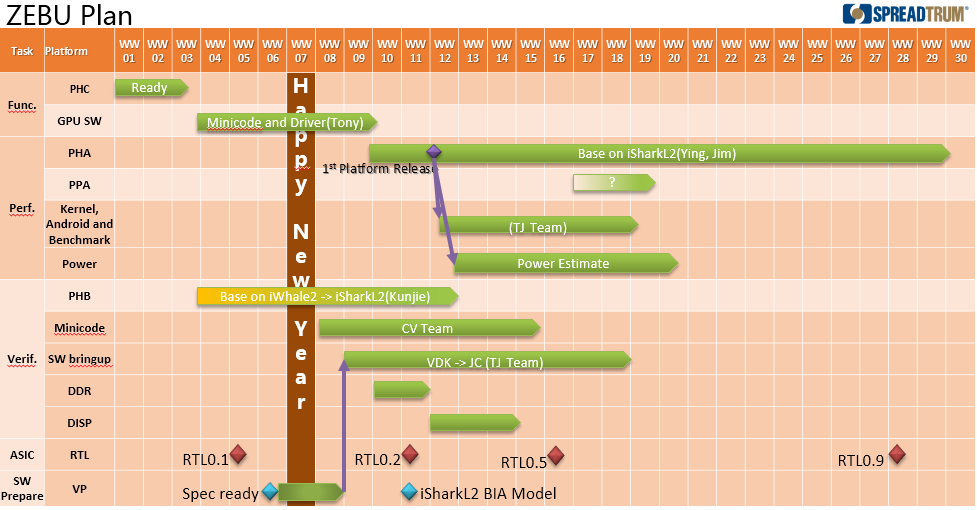 ZEBU Plan
SPREADTRUM®
Task Platform WW 01 WW 02 WW 03 WW 04 WW 05 WW 06 WW 07 WW 08 WW 09 WW 10 WW 11 WW 12 WW 13 WW 14 WW 15 WW 16 WW 17 WW 18 WW 19 WW 20 WW 21 WW 22 WW 23 WW 24 WW 25 WW 26 WW 27 WW 28 WW 29 WW 30
Happy New Year
Func.
PHC Ready
GPU SW Minicode and Driver(Tony)
Perf.
PHA Base on iSharkL2(Ying, Jim)
1st Platform Release
PPA ?
Kernel,
Android and
Benchmark
(TJ Team)
Power Power Estimate
Verif.
PHB Base on iWhale2 -> iSharkL2(Kunjie)
Minicode CV Team
SW bringup VDK -> JC (TJ Team)
DDR
DISP
ASIC RTL RTL0.1 RTL0.2 RTL0.5 RTL0.9
SW
Prepare
VP Spec ready iSharkL2 BIA Model